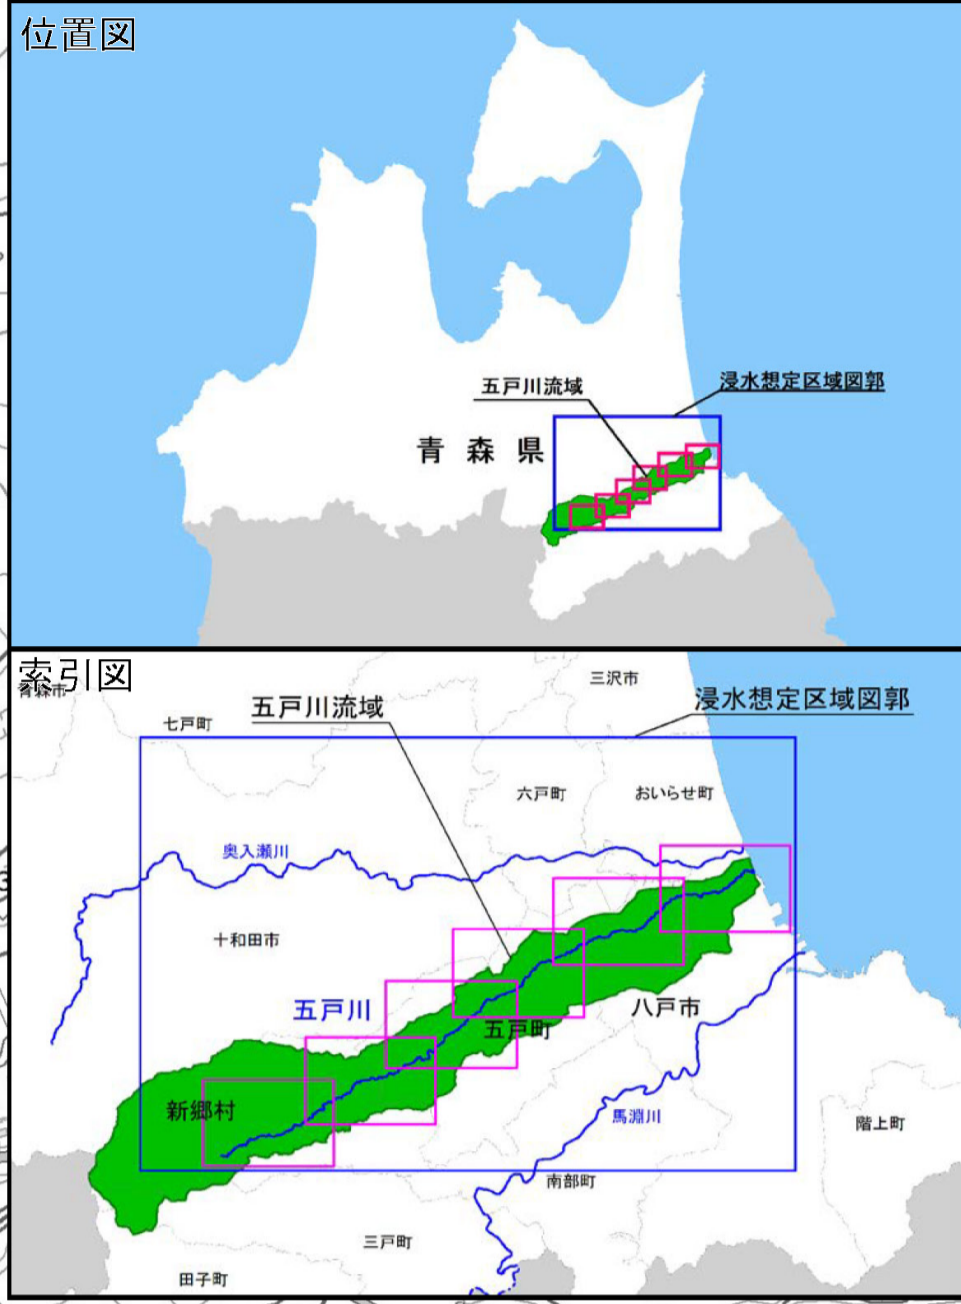 位置図
五戸川流域
浸水想定区域図郭
青森県
索引図
青森市
三沢市
七戸町
五戸川流域
浸水想定区域図郭
六戸町
おいらせ町
奥入瀬川
十和田市
五戸川
八戸市
五戸町
新郷村
馬淵川
階上町
南部町
三戸町
田子町